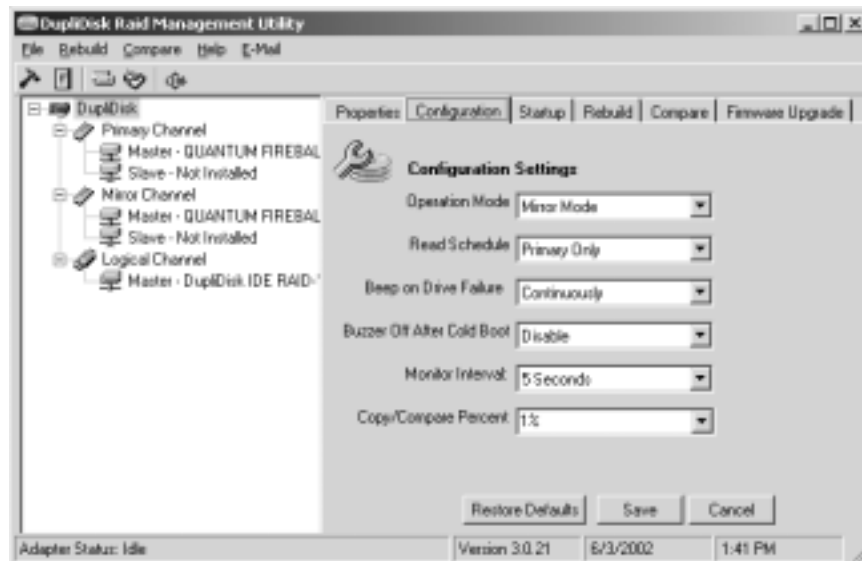 DupliDisk Raid Management Utility
File Rebuild Compare Help E-Mail
DupliDisk
Primary Channel
Master - QUANTUM FIREBAL
Slave - Not Installed
Mirror Channel
Master - QUANTUM FIREBAL
Slave - Not Installed
Logical Channel
Master - DupliDisk IDE RAID-
Properties Configuration Startup Rebuild Compare Firmware Upgrade
Configuration Settings
Operation Mode Mirror Mode
Read Schedule Primary Only
Beep on Drive Failure Continuously
Buzzer Off After Cold Boot Disable
Monitor Interval: 5 Seconds
Copy/Compare Percent 1%
Restore Defaults Save Cancel
Adapter Status: Idle Version 3.0.21 6/3/2002 1:41 PM